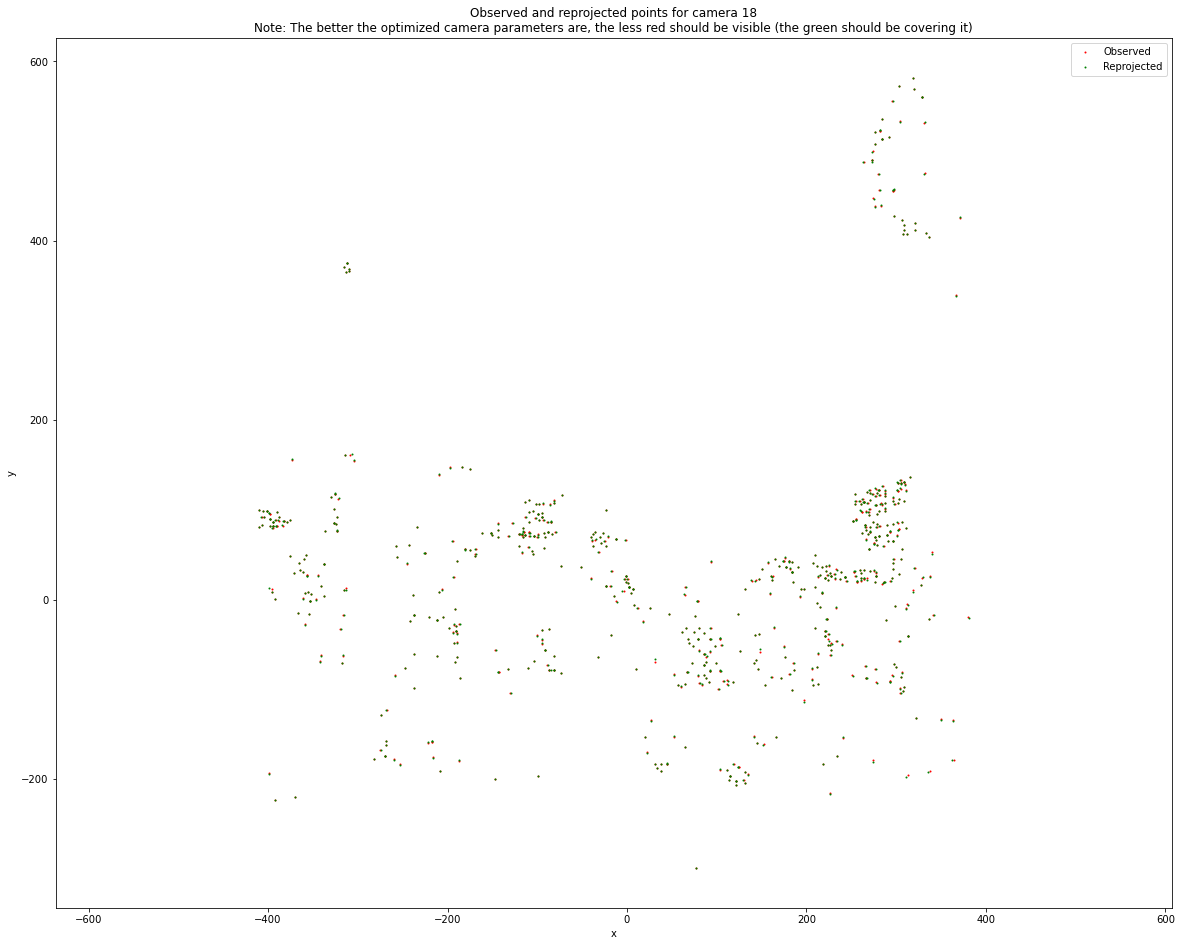 Observed and reprojected points for camera 18
Note: The better the optimized camera parameters are, the less red should be visible (the green should be covering it)
Observed
Reprojected
600
400
200
0
−200
y
−600
−400
−200
0
200
400
600
x